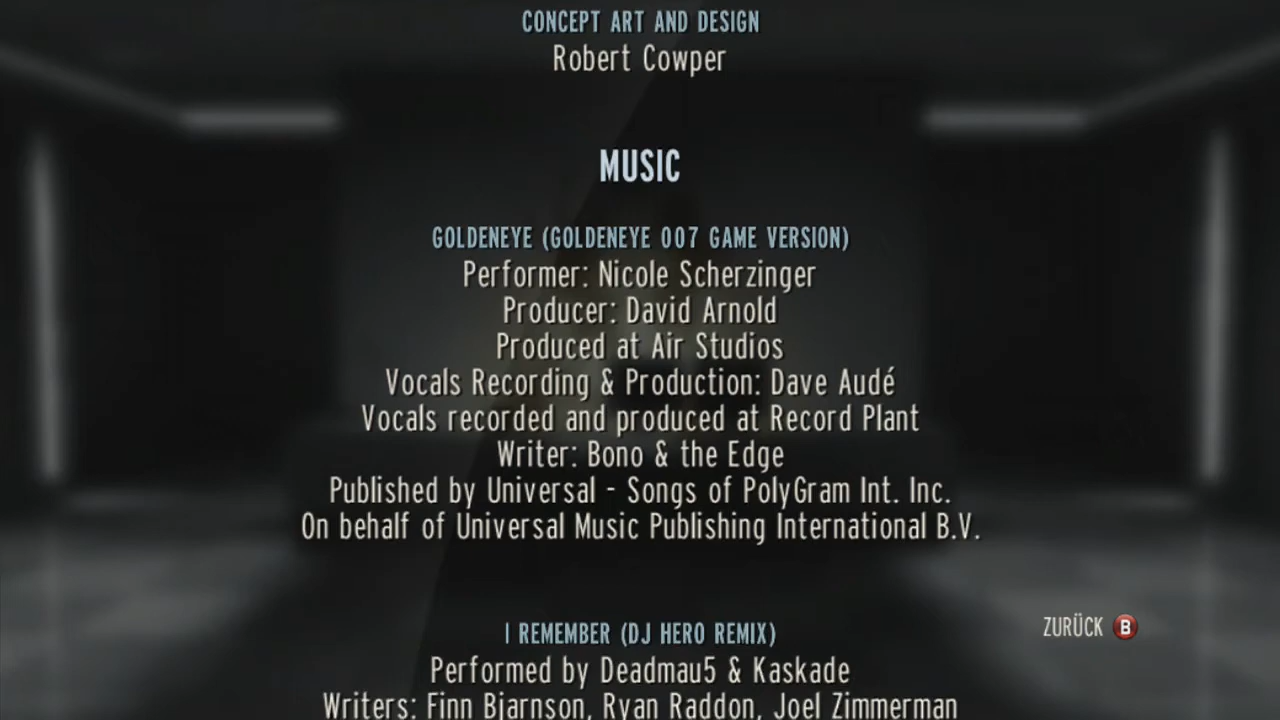 CONCEPT ART AND DESIGN
Robert Cowper
MUSIC
GOLDENEYE (GOLDENEYE 007 GAME VERSION)
Performer: Nicole Scherzinger
Producer: David Arnold
Produced at Air Studios
Vocals Recording & Production: Dave Audé
Vocals recorded and produced at Record Plant
Writer: Bono & the Edge
Published by Universal - Songs of PolyGram Int. Inc.
On behalf of Universal Music Publishing International B.V.
ZURÜCK B
I REMEMBER (DJ HERO REMIX)
Performed by Deadmau5 & Kaskade
Writers: Finn Bjarnson, Ryan Raddon, Joel Zimmerman